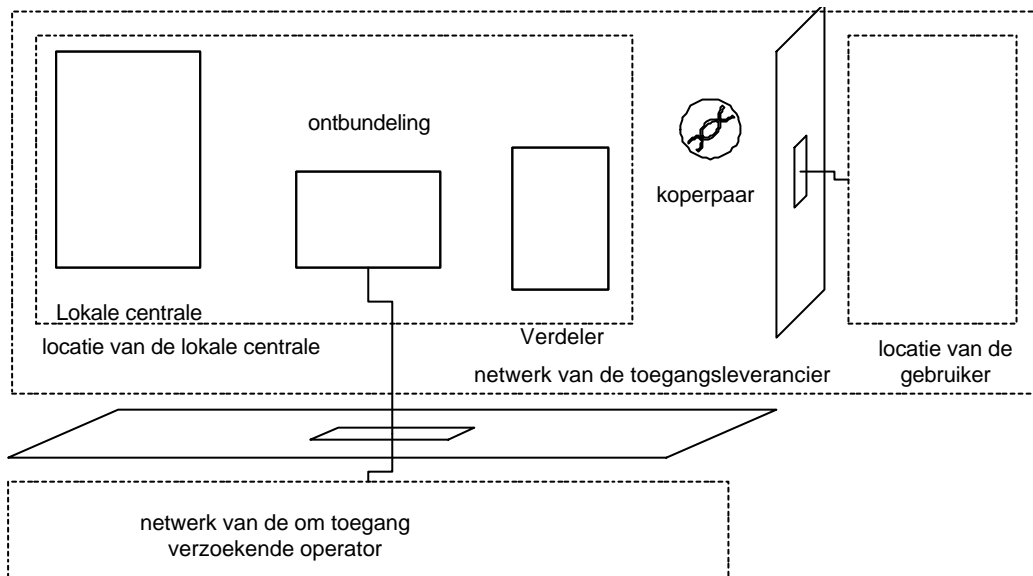 ontbundeling
koperpaar
Lokale centrale
locatie van de lokale centrale
Verdeler
netwerk van de toegangsleverancier
locatie van de
gebruiker
netwerk van de om toegang
verzoekende operator